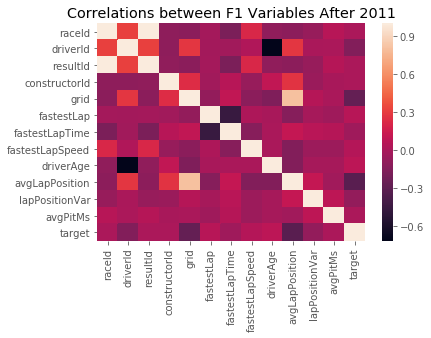 Correlations between F1 Variables After 2011
raceId
driverId
resultId
constructorId
grid
fastestLap
fastestLapTime
fastestLapSpeed
driverAge
avgLapPosition
lapPositionVar
avgPitMs
target
0.9
0.6
0.3
0.0
−0.3
−0.6
raceId
driverId
resultId
constructorId
grid
fastestLap
fastestLapTime
fastestLapSpeed
driverAge
avgLapPosition
lapPositionVar
avgPitMs
target